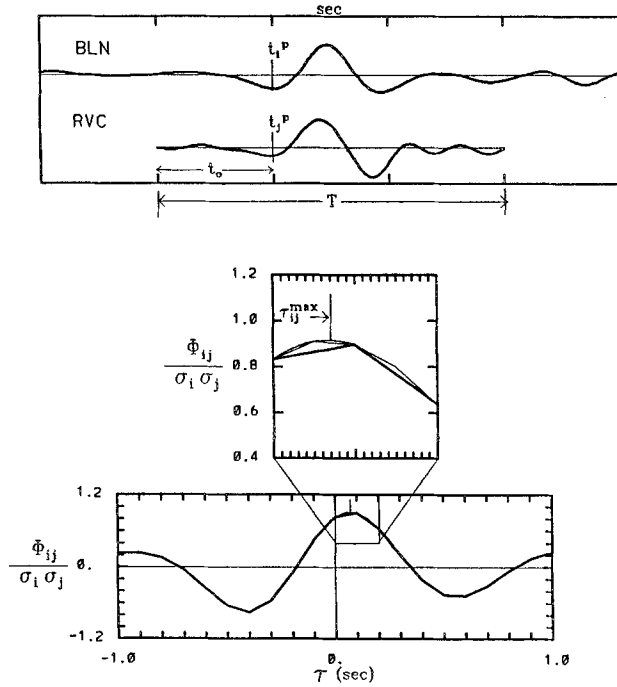 sec
BLN
t_i^p
RVC
t_j^p
t_o
T
1.2
1.0
0.8
0.6
0.4
τ_ij^max
Φ_ij
σ_i σ_j
1.2
0.
-1.2
Φ_ij
σ_i σ_j
-1.0
0.
1.0
τ (sec)